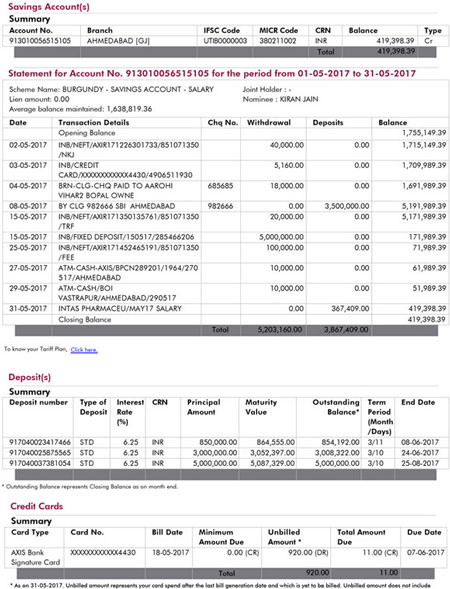 Savings Account(s)
Summary
Account No. Branch IFSC Code MICR Code CRN Balance Type
913010056515105 AHMEDABAD (GJ) UTIB0000003 380211002 INR 419,398.39 Cr
Total 419,398.39
Statement for Account No. 913010056515105 for the period from 01-05-2017 to 31-05-2017
Scheme Name: BURGUNDY - SAVINGS ACCOUNT - SALARY Joint Holder : -
Lien amount: 0.00 Nominee : KIRAN JAIN
Average balance maintained: 1,638,819.36
Date Transaction Details Chq No. Withdrawal Deposits Balance
Opening Balance 1,755,149.39
02-05-2017 INB/NEFT/AXIR171226301733/851071350 40,000.00 0.00 1,715,149.39
/NKJ
03-05-2017 INB/CREDIT 5,160.00 0.00 1,709,989.39
CARD/XXXXXXXXXXXX4430/4906511930
04-05-2017 BRN-CLG-CHQ PAID TO AAROHI 685685 18,000.00 0.00 1,691,989.39
VIHAR2 BOPAL OWNE
08-05-2017 BY CLG 982666 SBI AHMEDABAD 982666 0.00 3,500,000.00 5,191,989.39
15-05-2017 INB/NEFT/AXIR171350135761/851071350 20,000.00 0.00 5,171,989.39
/TRF
15-05-2017 INB/FIXED DEPOSIT/150517/285466206 5,000,000.00 0.00 171,989.39
25-05-2017 INB/NEFT/AXIR171452465191/851071350 100,000.00 0.00 71,989.39
/FEE
27-05-2017 ATM-CASH-AXIS/BPCN289201/1964/270 10,000.00 0.00 61,989.39
517/AHMEDABAD
29-05-2017 ATM-CASH/BOI 10,000.00 0.00 51,989.39
VASTRAPUR/AHMEDABAD/290517
31-05-2017 INTAS PHARMACEU/MAY17 SALARY 0.00 367,409.00 419,398.39
Closing Balance 419,398.39
Total 5,203,160.00 3,867,409.00
To know your Tariff Plan, Click here.
Deposit(s)
Summary
Deposit number Type of Interest CRN Principal Maturity Outstanding Term End Date
Deposit Rate Amount Value Balance* Period
(%) (Month
/Days)
917040023417466 STD 6.25 INR 850,000.00 864,555.00 854,192.00 3/11 08-06-2017
917040025875565 STD 6.25 INR 3,000,000.00 3,052,397.00 3,008,322.00 3/10 24-06-2017
917040037381054 STD 6.25 INR 5,000,000.00 5,087,329.00 5,000,000.00 3/10 25-08-2017
* Outstanding Balance represents Closing Balance as on month end.
Credit Cards
Summary
Card Type Card No. Bill Date Minimum Unbilled Total Amount Due Date
Amount Due Amount * Due
AXIS Bank XXXXXXXXXXXX4430 18-05-2017 0.00 (CR) 920.00 (DR) 11.00 (CR) 07-06-2017
Signature Card
Total 920.00 11.00
* As on 31-05-2017. Unbilled amount represents your card spend after the last bill generation date and which is yet to be billed. Unbilled amount does not include